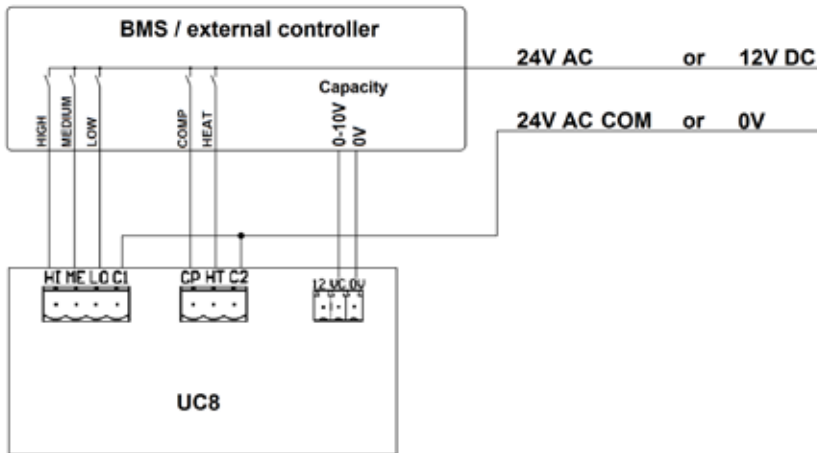 BMS / external controller
24V AC or 12V DC
Capacity
HIGH
MEDIUM
LOW
COMP
HEAT
0-10V
0V
24V AC COM or 0V
HI ME LO C1
CP HT C2
12 VC 0V
UC8